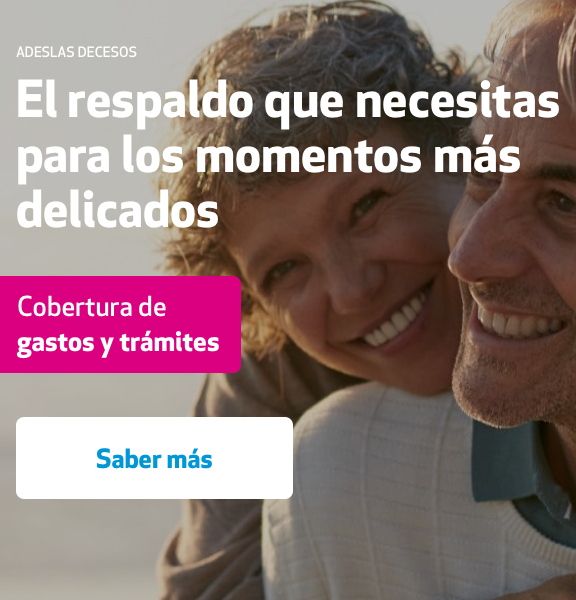 ADESLAS DECESOS
El respaldo que necesitas
para los momentos más
delicados
Cobertura de
gastos y trámites
Saber más